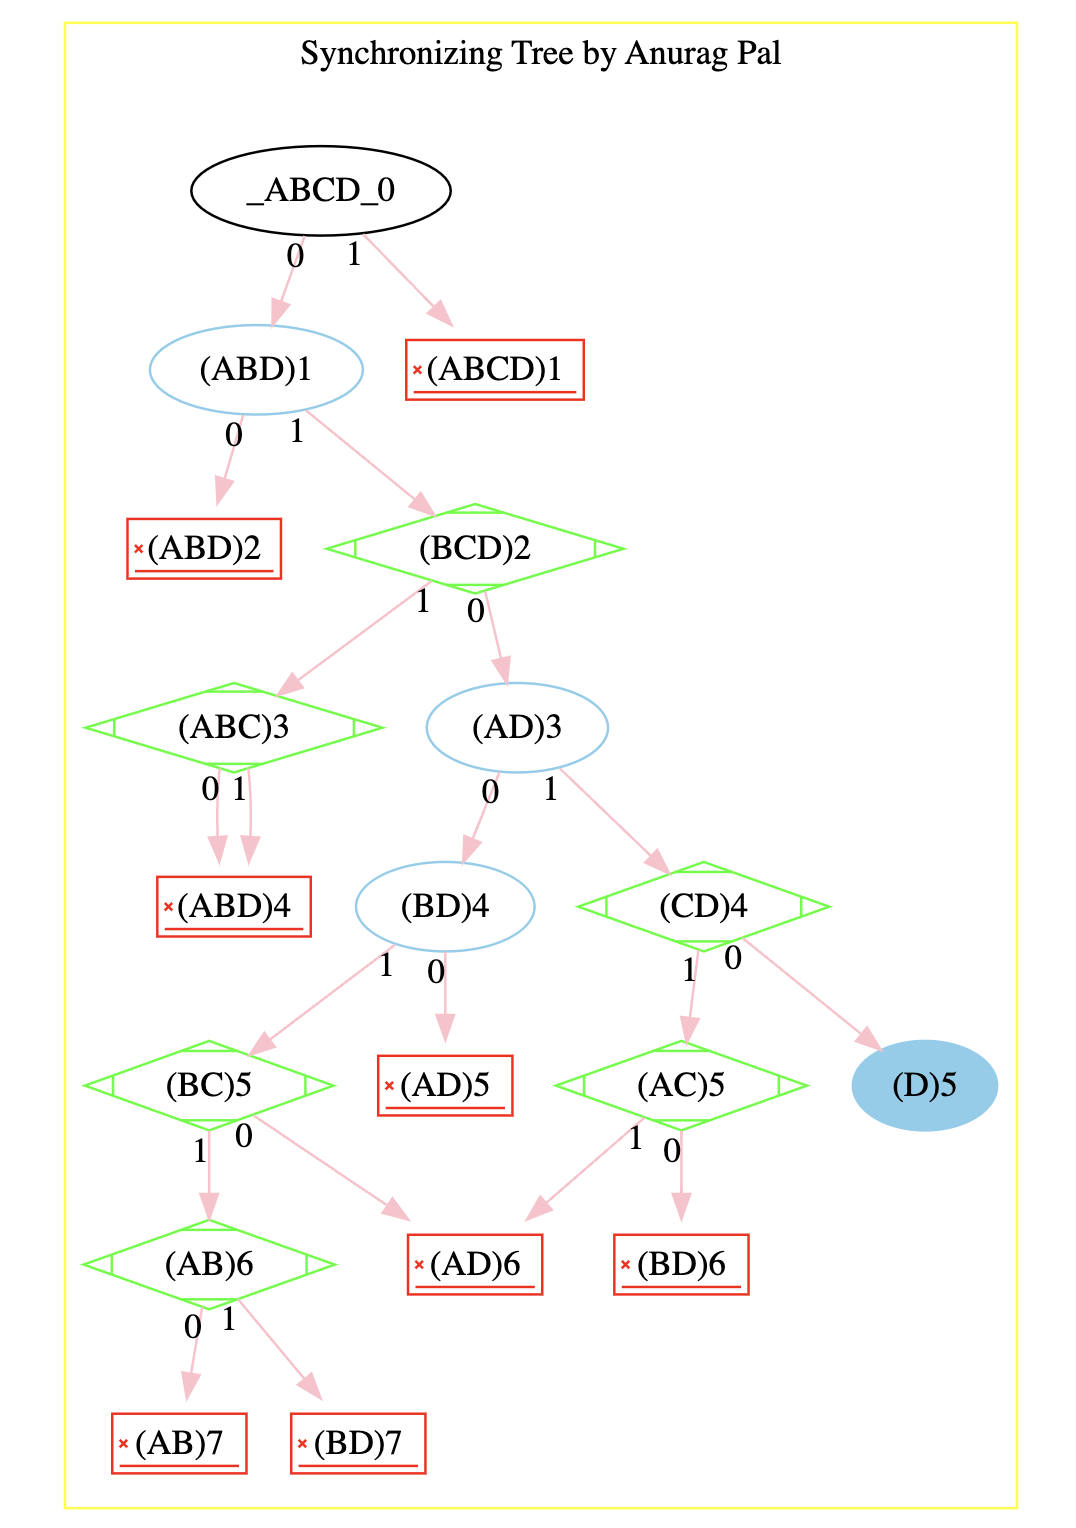 Synchronizing Tree by Anurag Pal
_ABCD_0
0 1
(ABD)1 (ABCD)1
0 1
(ABD)2 (BCD)2
1 0
(ABC)3 (AD)3
0 1 0 1
(ABD)4 (BD)4 (CD)4
1 0 1 0
(BC)5 (AD)5 (AC)5 (D)5
1 0 1 0
(AB)6 (AD)6 (BD)6
0 1
(AB)7 (BD)7